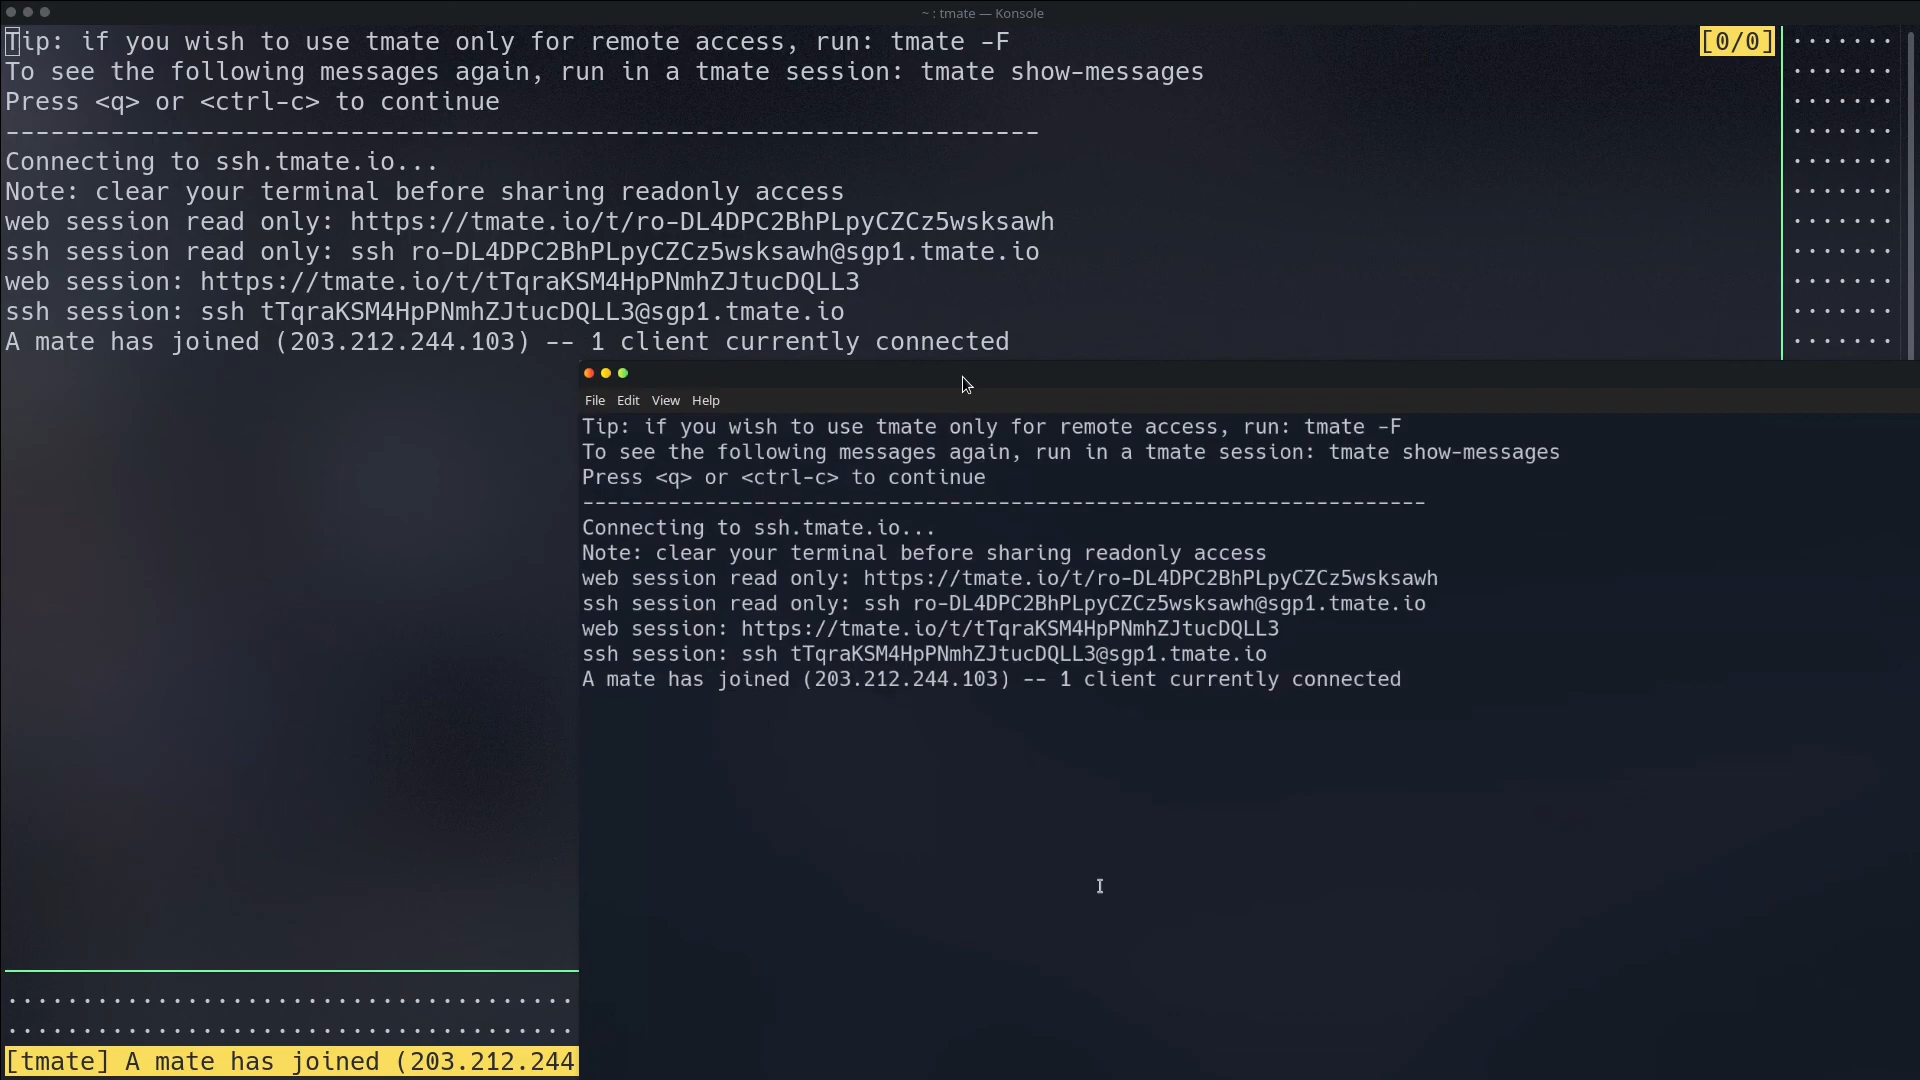 ~ : tmate — Konsole
Tip: if you wish to use tmate only for remote access, run: tmate -F
[0/0]
To see the following messages again, run in a tmate session: tmate show-messages
Press <q> or <ctrl-c> to continue
---------------------------------------------------------------------
Connecting to ssh.tmate.io...
Note: clear your terminal before sharing readonly access
web session read only: https://tmate.io/t/ro-DL4DPC2BhPLpyCZCz5wsksawh
ssh session read only: ssh ro-DL4DPC2BhPLpyCZCz5wsksawh@sgp1.tmate.io
web session: https://tmate.io/t/tTqraKSM4HpPNmhZJtucDQLL3
ssh session: ssh tTqraKSM4HpPNmhZJtucDQLL3@sgp1.tmate.io
A mate has joined (203.212.244.103) -- 1 client currently connected
File Edit View Help
Tip: if you wish to use tmate only for remote access, run: tmate -F
To see the following messages again, run in a tmate session: tmate show-messages
Press <q> or <ctrl-c> to continue
---------------------------------------------------------------------
Connecting to ssh.tmate.io...
Note: clear your terminal before sharing readonly access
web session read only: https://tmate.io/t/ro-DL4DPC2BhPLpyCZCz5wsksawh
ssh session read only: ssh ro-DL4DPC2BhPLpyCZCz5wsksawh@sgp1.tmate.io
web session: https://tmate.io/t/tTqraKSM4HpPNmhZJtucDQLL3
ssh session: ssh tTqraKSM4HpPNmhZJtucDQLL3@sgp1.tmate.io
A mate has joined (203.212.244.103) -- 1 client currently connected
[tmate] A mate has joined (203.212.244